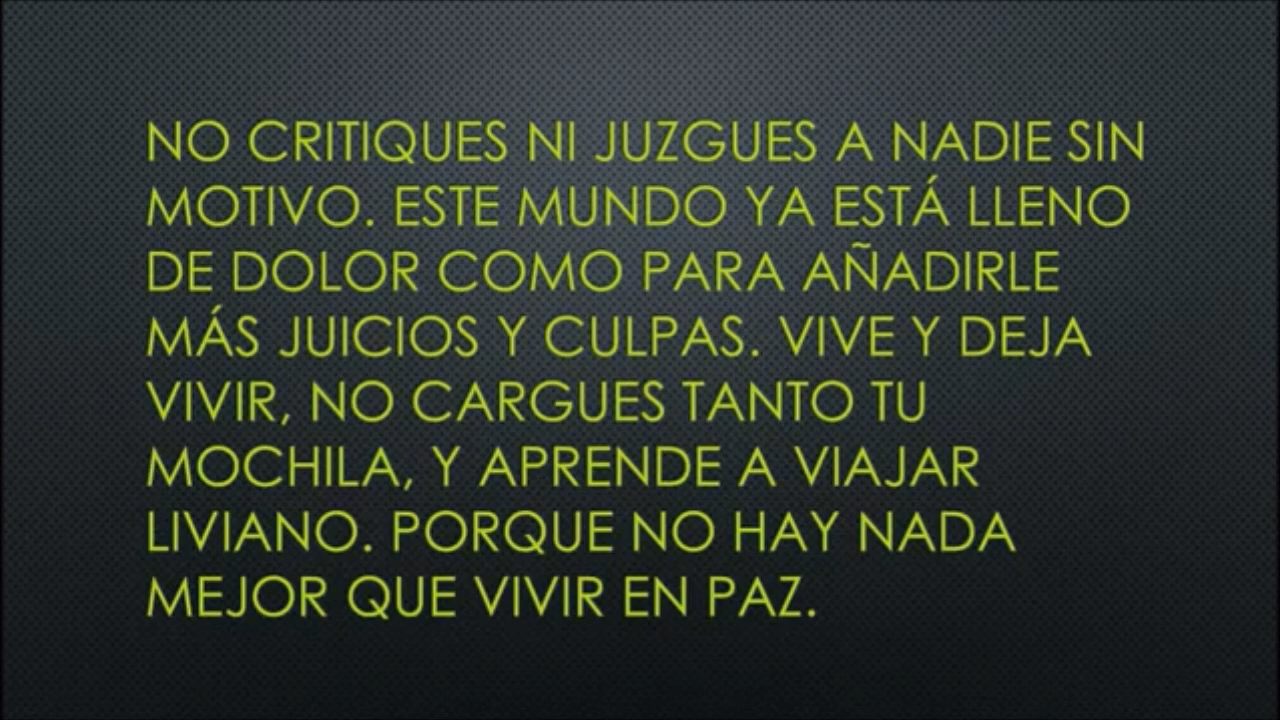 NO CRITIQUES NI JUZGUES A NADIE SIN
MOTIVO. ESTE MUNDO YA ESTÁ LLENO
DE DOLOR COMO PARA AÑADIRLE
MÁS JUICIOS Y CULPAS. VIVE Y DEJA
VIVIR, NO CARGUES TANTO TU
MOCHILA, Y APRENDE A VIAJAR
LIVIANO. PORQUE NO HAY NADA
MEJOR QUE VIVIR EN PAZ.